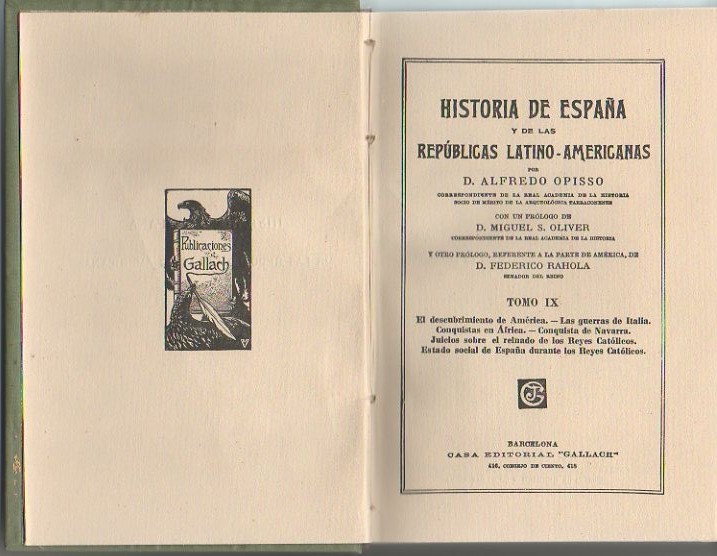 Publicaciones
Gallach
HISTORIA DE ESPAÑA
Y DE LAS
REPÚBLICAS LATINO-AMERICANAS
POR
D. ALFREDO OPISSO
CORRESPONDIENTE DE LA REAL ACADEMIA DE LA HISTORIA
SOCIO DE MÉRITO DE LA ARQUEOLÓGICA TARRACONENSE
CON UN PRÓLOGO DE
D. MIGUEL S. OLIVER
CORRESPONDIENTE DE LA REAL ACADEMIA DE LA HISTORIA
Y OTRO PRÓLOGO, REFERENTE A LA PARTE DE AMÉRICA, DE
D. FEDERICO RAHOLA
SENADOR DEL REINO
TOMO IX
El descubrimiento de América. — Las guerras de Italia.
Conquistas en África. — Conquista de Navarra.
Juicios sobre el reinado de los Reyes Católicos.
Estado social de España durante los Reyes Católicos.
BARCELONA
CASA EDITORIAL "GALLACH"
416, CONSEJO DE CIENTO, 418